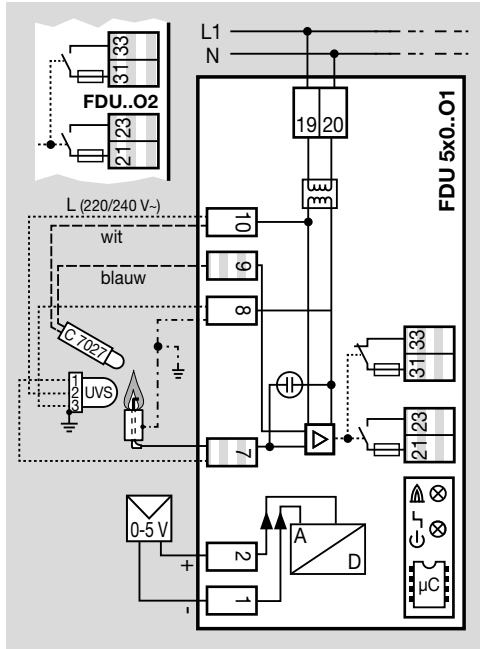 L1
N
31 33
FDU..O2
21 23
19 20
FDU 5x0..O1
L (220/240 V~)
wit
10
blauw
9
8
C 7027
31 33
1
2
3
UVS
21 23
7
0-5 V
A
D
+
2
-
1
µC